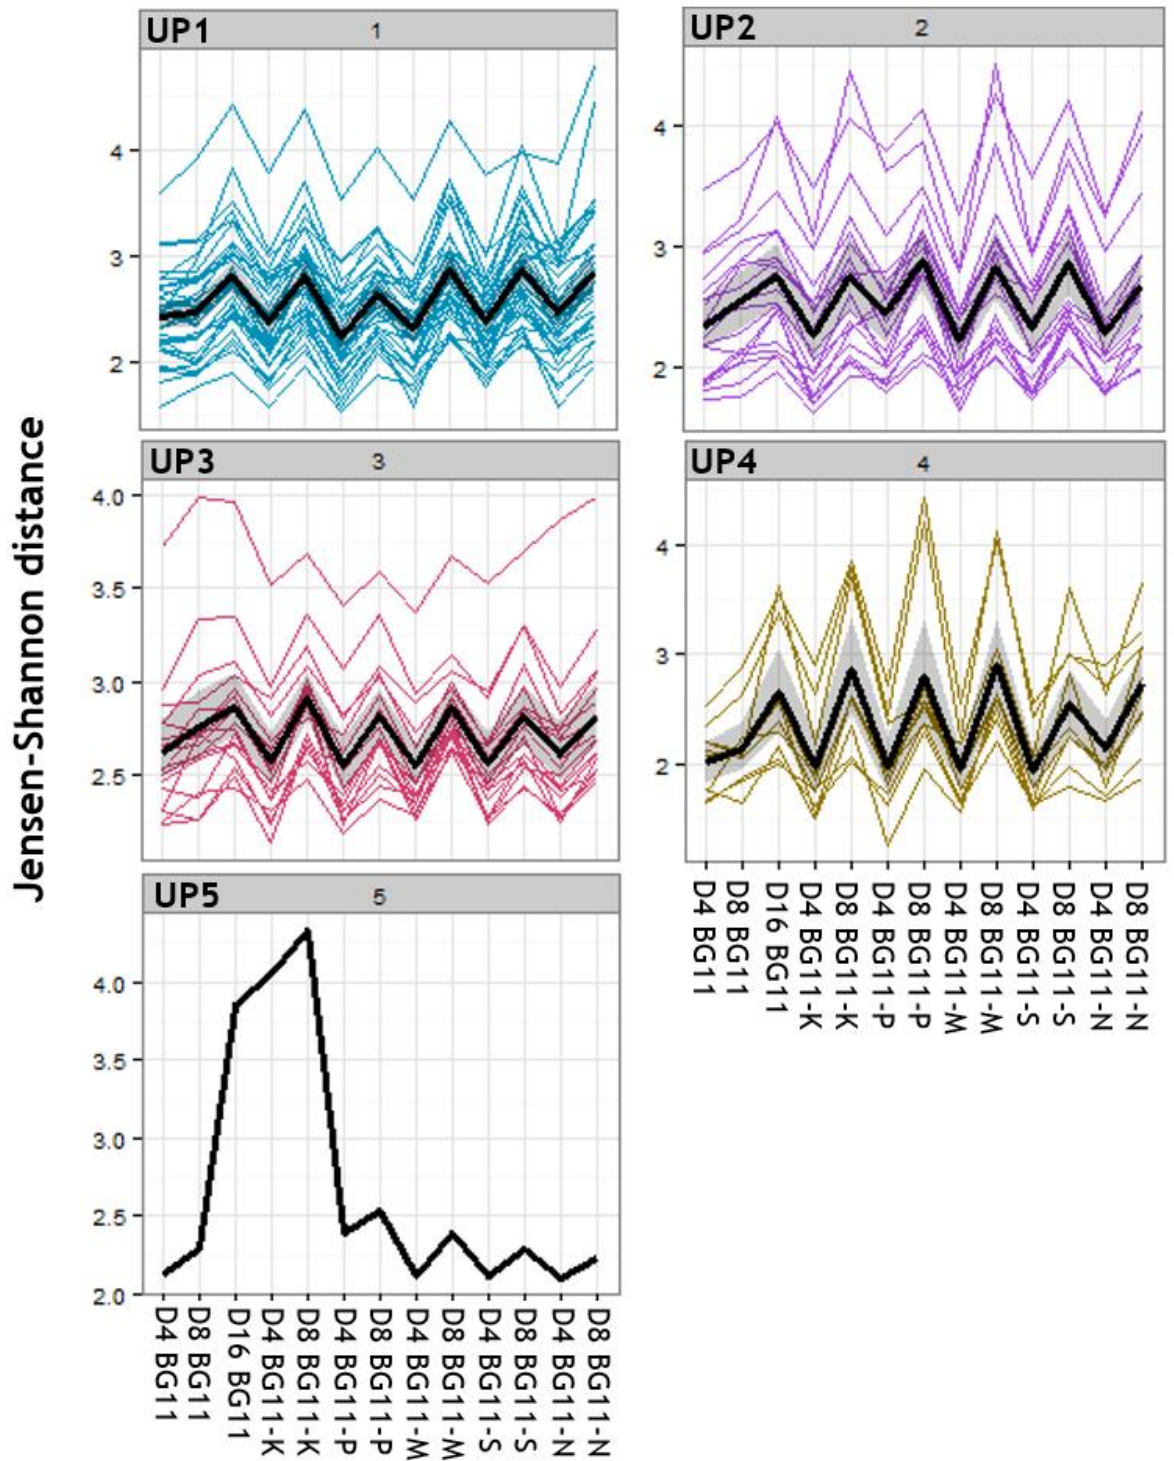 UP1 1
4
3
2
UP2 2
4
3
2
Jensen-Shannon distance
UP3 3
4.0
3.5
3.0
2.5
UP4 4
4
3
2
D4 BG11
D8 BG11
D16 BG11
D4 BG11-K
D8 BG11-K
D4 BG11-P
D8 BG11-P
D4 BG11-M
D8 BG11-M
D4 BG11-S
D8 BG11-S
D4 BG11-N
D8 BG11-N
UP5 5
4.0
3.5
3.0
2.5
2.0
D4 BG11
D8 BG11
D16 BG11
D4 BG11-K
D8 BG11-K
D4 BG11-P
D8 BG11-P
D4 BG11-M
D8 BG11-M
D4 BG11-S
D8 BG11-S
D4 BG11-N
D8 BG11-N